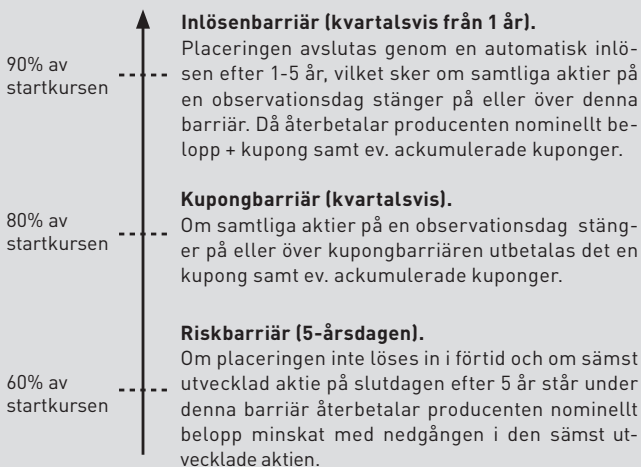 Inlösenbarriär (kvartalsvis från 1 år).
90% av
startkursen
Placeringen avslutas genom en automatisk inlö-
sen efter 1-5 år, vilket sker om samtliga aktier på
en observationsdag stänger på eller över denna
barriär. Då återbetalar producenten nominellt be-
lopp + kupong samt ev. ackumulerade kuponger.
Kupongbarriär (kvartalsvis).
80% av
startkursen
Om samtliga aktier på en observationsdag stäng-
er på eller över kupongbarriären utbetalas det en
kupong samt ev. ackumulerade kuponger.
Riskbarriär (5-årsdagen).
60% av
startkursen
Om placeringen inte löses in i förtid och om sämst
utvecklad aktie på slutdagen efter 5 år står under
denna barriär återbetalar producenten nominellt
belopp minskat med nedgången i den sämst ut-
vecklade aktien.